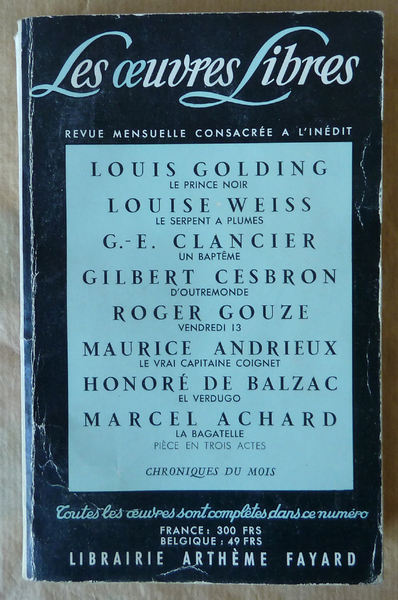 Les œuvres Libres
REVUE MENSUELLE CONSACRÉE A L'INÉDIT
LOUIS GOLDING
LE PRINCE NOIR
LOUISE WEISS
LE SERPENT A PLUMES
G.-E. CLANCIER
UN BAPTÊME
GILBERT CESBRON
D'OUTREMONDE
ROGER GOUZE
VENDREDI 13
MAURICE ANDRIEUX
LE VRAI CAPITAINE COIGNET
HONORÉ DE BALZAC
EL VERDUGO
MARCEL ACHARD
LA BAGATELLE
PIÈCE EN TROIS ACTES
CHRONIQUES DU MOIS
Toutes les œuvres sont complètes dans ce numéro
FRANCE : 300 FRS
BELGIQUE : 49 FRS
LIBRAIRIE ARTHÈME FAYARD